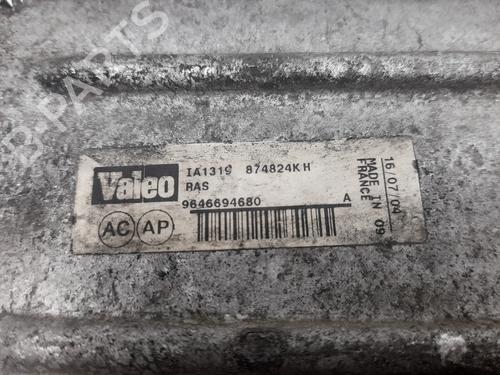 Valeo
IA1319 874824KH
RAS
9646694680 A
AC AP
16/07/04
MADE IN 09
FRANCE
B-PARTS